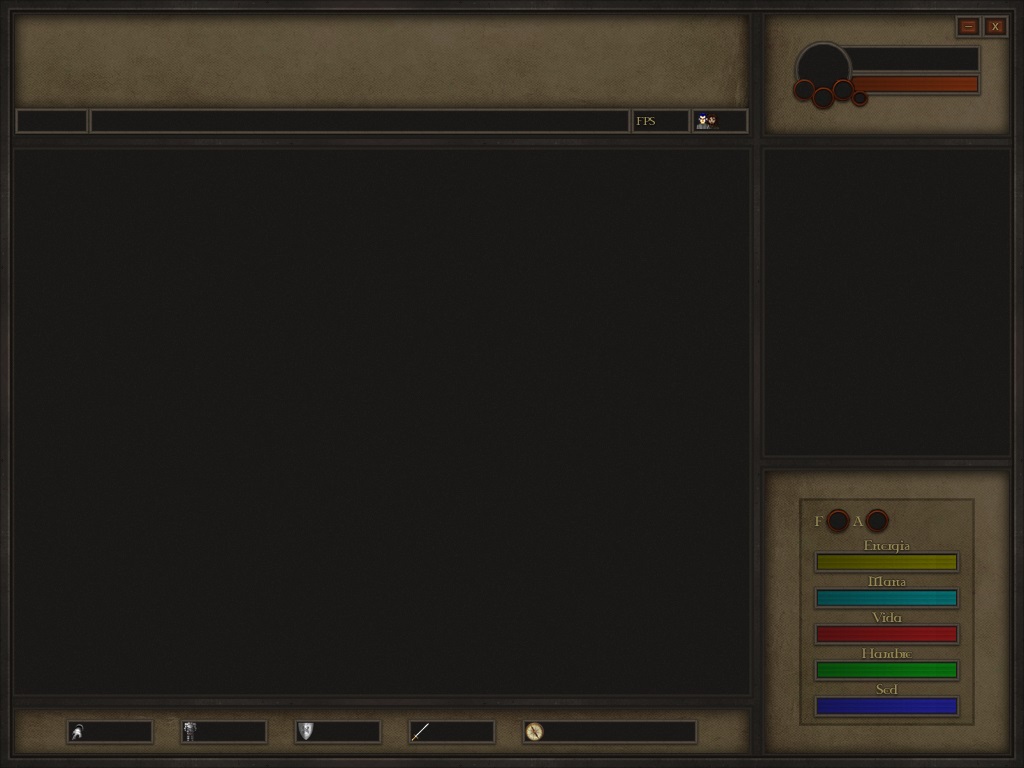 – X
FPS
F A
Energia
Mana
Vida
Hambre
Sed